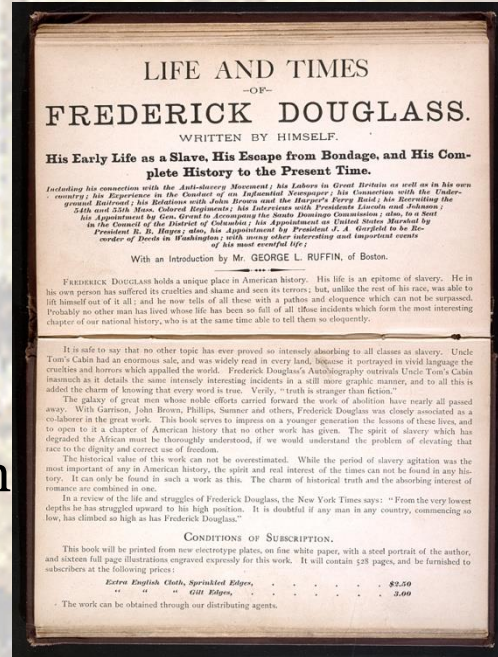 LIFE AND TIMES
-OF-
FREDERICK DOUGLASS.
WRITTEN BY HIMSELF.
His Early Life as a Slave, His Escape from Bondage, and His Com-
plete History to the Present Time.
Including his connection with the Anti-slavery Movement; his Labors in Great Britain as well as in his own
country; his Experience in the Conduct of an Influential Newspaper; his Connection with the Under-
ground Railroad; his Relations with John Brown and the Harper's Ferry Raid; his Recruiting the
54th and 55th Mass. Colored Regiments; his Interviews with Presidents Lincoln and Johnson;
his Appointment by Gen. Grant to Accompany the Santo Domingo Commission; also, to a Seat
in the Council of the District of Columbia; his Appointment as United States Marshal by
President R. B. Hayes; also, his Appointment by President J. A. Garfield to be Re-
corder of Deeds in Washington; with many other interesting and important events
of his most eventful life;
With an Introduction by Mr. GEORGE L. RUFFIN, of Boston.
FREDERICK DOUGLASS holds a unique place in American history. His life is an epitome of slavery. He in
his own person has suffered its cruelties and shame and seen its terrors; but, unlike the rest of his race, was able to
lift himself out of it all; and he now tells of all these with a pathos and eloquence which can not be surpassed.
Probably no other man has lived whose life has been so full of all those incidents which form the most interesting
chapter of our national history, who is at the same time able to tell them so eloquently.
It is safe to say that no other topic has ever proved so intensely absorbing to all classes as slavery. Uncle
Tom's Cabin had an enormous sale, and was widely read in every land, because it portrayed in vivid language the
cruelties and horrors which appalled the world. Frederick Douglass's Autobiography outrivals Uncle Tom's Cabin
inasmuch as it details the same intensely interesting incidents in a still more graphic manner, and to all this is
added the charm of knowing that every word is true. Verily, "truth is stranger than fiction."
The galaxy of great men whose noble efforts carried forward the work of abolition have nearly all passed
away. With Garrison, John Brown, Phillips, Sumner and others, Frederick Douglass was closely associated as a
co-laborer in the great work. This book serves to impress on a younger generation the lessons of these lives, and
to open to it a chapter of American history that no other work has given. The spirit of slavery which has
degraded the African must be thoroughly understood, if we would understand the problem of elevating that
race to the dignity and correct use of freedom.
The historical value of this work can not be overestimated. While the period of slavery agitation was the
most important of any in American history, the spirit and real interest of the times can not be found in any his-
tory. It can only be found in such a work as this. The charm of historical truth and the absorbing interest of
romance are combined in one.
In a review of the life and struggles of Frederick Douglass, the New York Times says: "From the very lowest
depths he has struggled upward to his high position. It is doubtful if any man in any country, commencing so
low, has climbed so high as has Frederick Douglass."
CONDITIONS OF SUBSCRIPTION.
This book will be printed from new electrotype plates, on fine white paper, with a steel portrait of the author,
and sixteen full page illustrations engraved expressly for this work. It will contain 528 pages, and be furnished to
subscribers at the following prices:
Extra English Cloth, Sprinkled Edges, . . . . . $2.50
" " " Gilt Edges, . . . . . 3.00
The work can be obtained through our distributing agents.